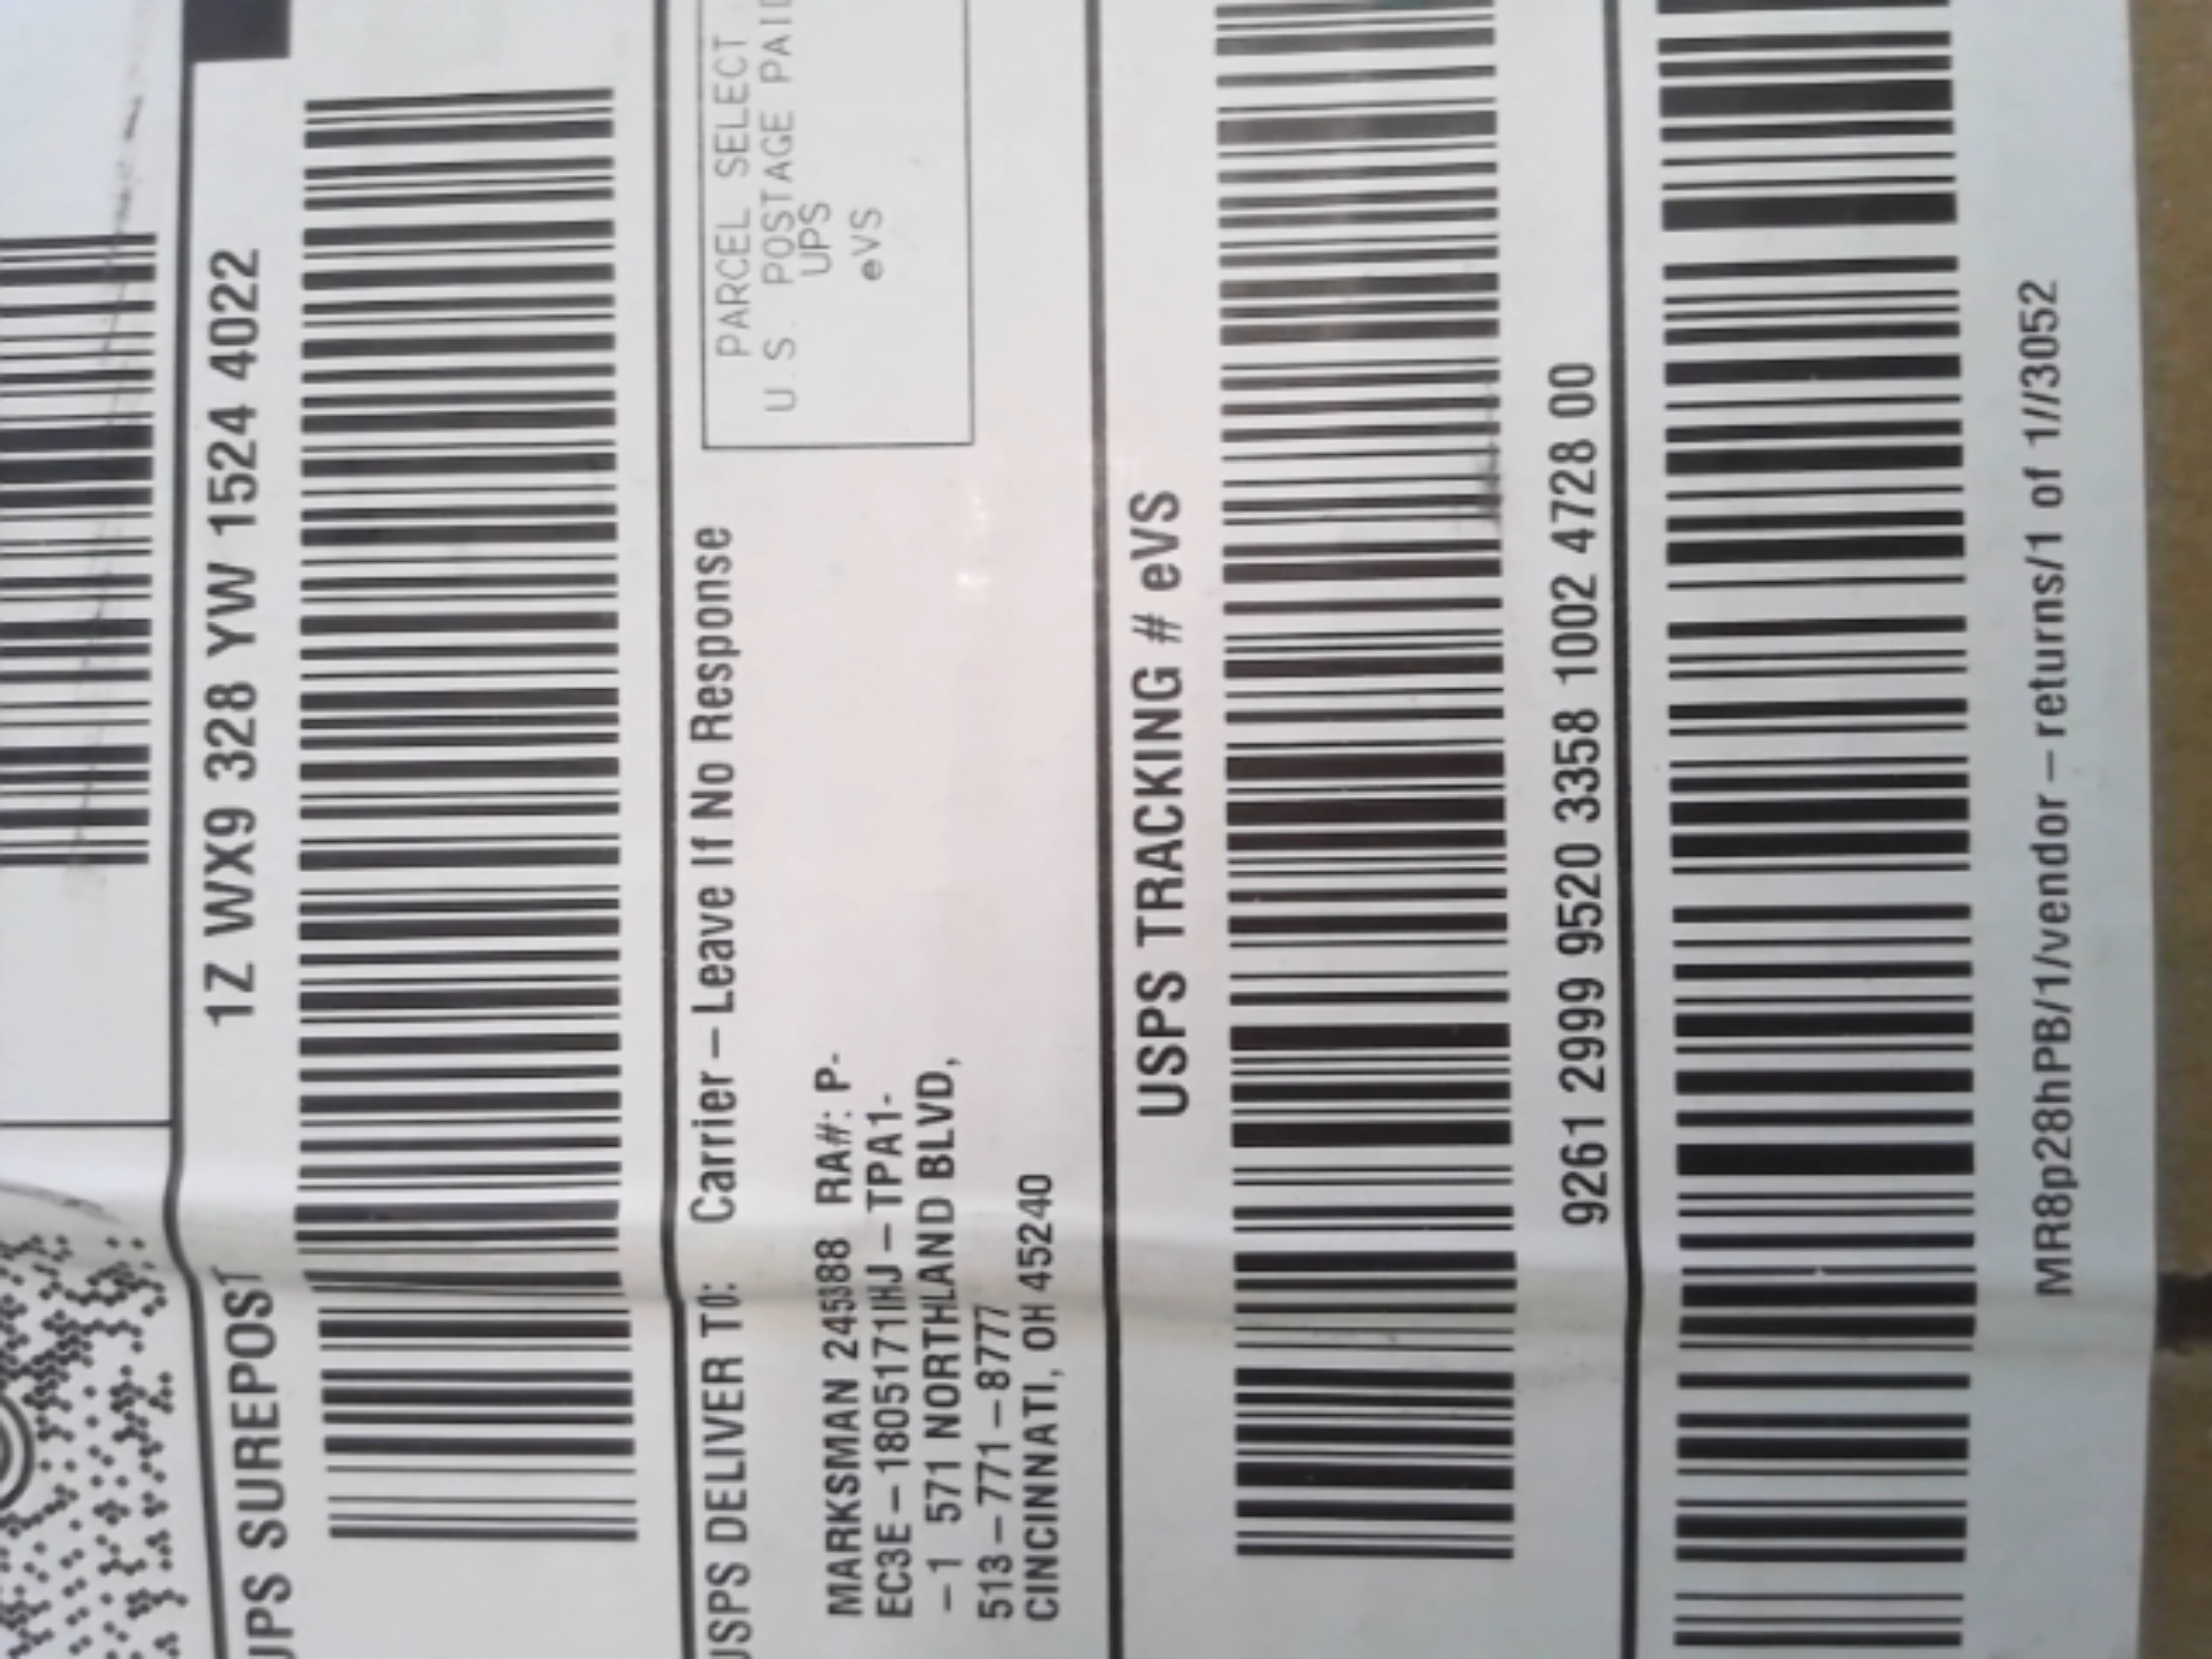 UPS SUREPOST
1Z WX9 328 YW 1524 4022
USPS DELIVER TO:
Carrier – Leave If No Response
PARCEL SELECT
U.S. POSTAGE PAID
UPS
eVS
MARKSMAN 245388 RA#: P-
EC3E – 1805171IHJ – TPA1-
– 1 571 NORTHLAND BLVD,
513 – 771 – 8777
CINCINNATI, OH 45240
USPS TRACKING # eVS
9261 2999 9520 3358 1002 4728 00
MR8p28hPB/1/vendor – returns/1 of 1//3052